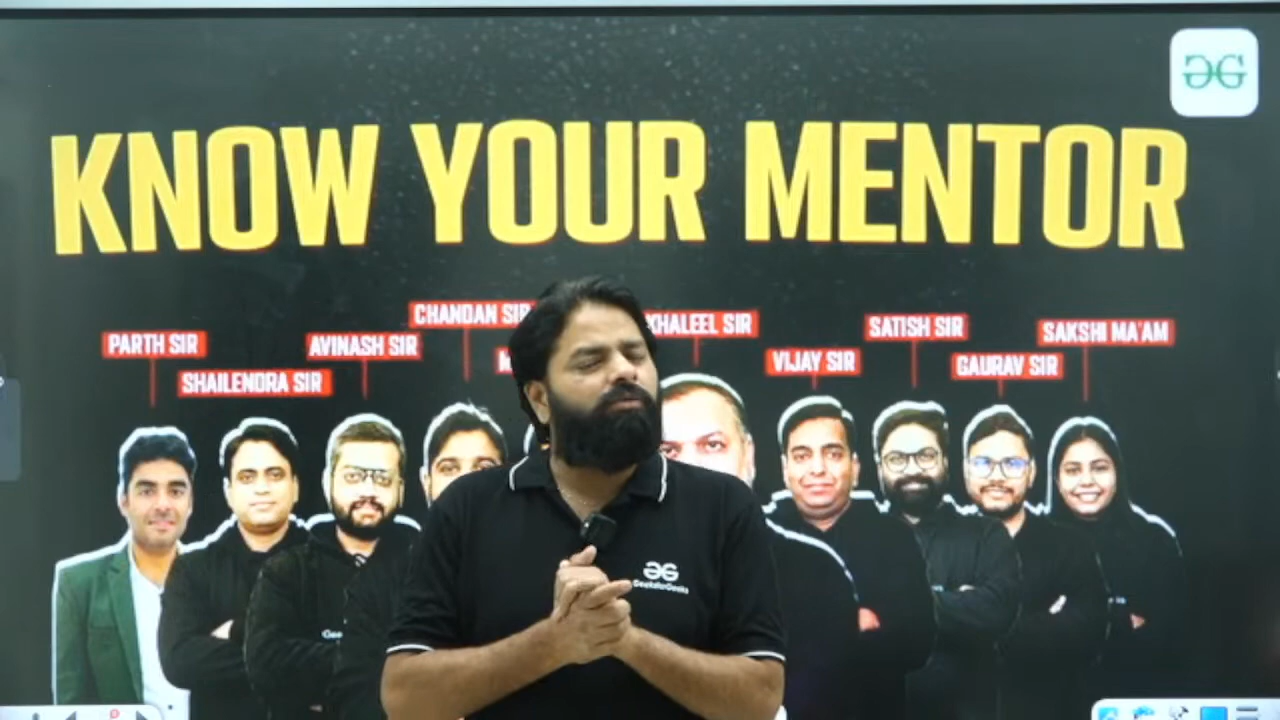 KNOW YOUR MENTOR
CHANDAN SIR
KHALEEL SIR
SATISH SIR
SAKSHI MA'AM
PARTH SIR
AVINASH SIR
VIJAY SIR
GAURAV SIR
SHAILENDRA SIR
GeeksforGeeks